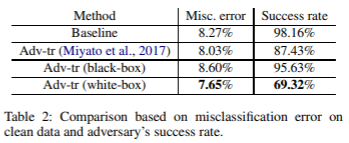 Method Misc. error Success rate
Baseline 8.27% 98.16%
Adv-tr (Miyato et al., 2017) 8.03% 87.43%
Adv-tr (black-box) 8.60% 95.63%
Adv-tr (white-box) 7.65% 69.32%
Table 2: Comparison based on misclassification error on
clean data and adversary's success rate.